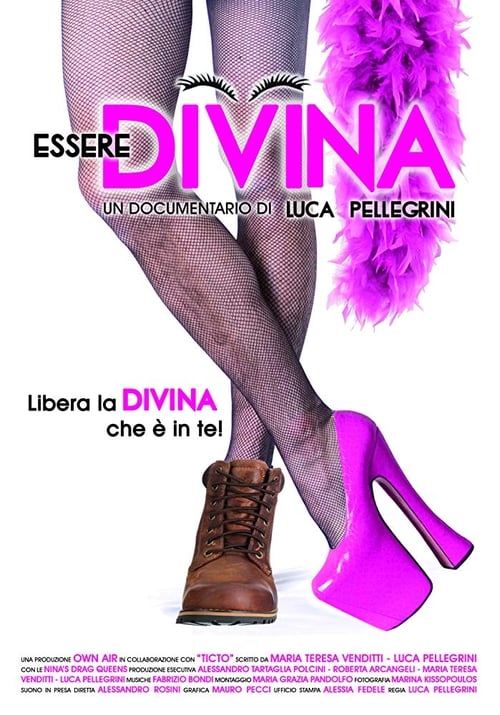 ESSERE DIVINA
UN DOCUMENTARIO DI LUCA PELLEGRINI
Libera la DIVINA
che è in te!
UNA PRODUZIONE OWN AIR IN COLLABORAZIONE CON "TICTO" SCRITTO DA MARIA TERESA VENDITTI - LUCA PELLEGRINI
CON LE NINA'S DRAG QUEENS PRODUZIONE ESECUTIVA ALESSANDRO TARTAGLIA POLCINI - ROBERTA ARCANGELI - MARIA TERESA
VENDITTI - LUCA PELLEGRINI MUSICHE FABRIZIO BONDI MONTAGGIO MARIA GRAZIA PANDOLFO FOTOGRAFIA MARINA KISSOPOULOS
SUONO IN PRESA DIRETTA ALESSANDRO ROSINI GRAFICA MAURO PECCI UFFICIO STAMPA ALESSIA FEDELE REGIA LUCA PELLEGRINI